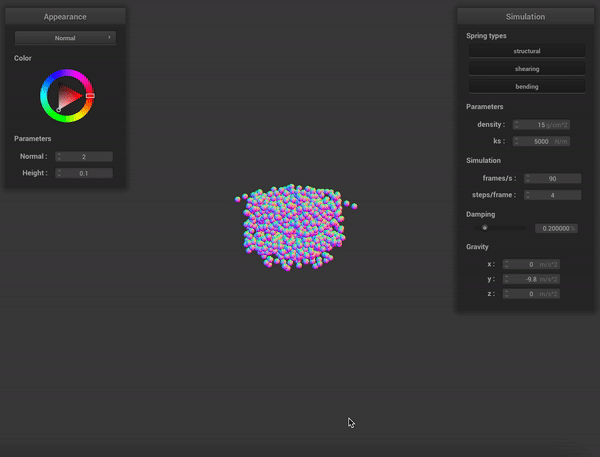 Appearance
Normal
Color
Parameters
Normal : 2
Height : 0.1
Simulation
Spring types
structural
shearing
bending
Parameters
density : 15 g/cm^2
ks : 5000 N/m
Simulation
frames/s : 90
steps/frame : 4
Damping
0.200000 %
Gravity
x : 0 m/s^2
y : -9.8 m/s^2
z : 0 m/s^2